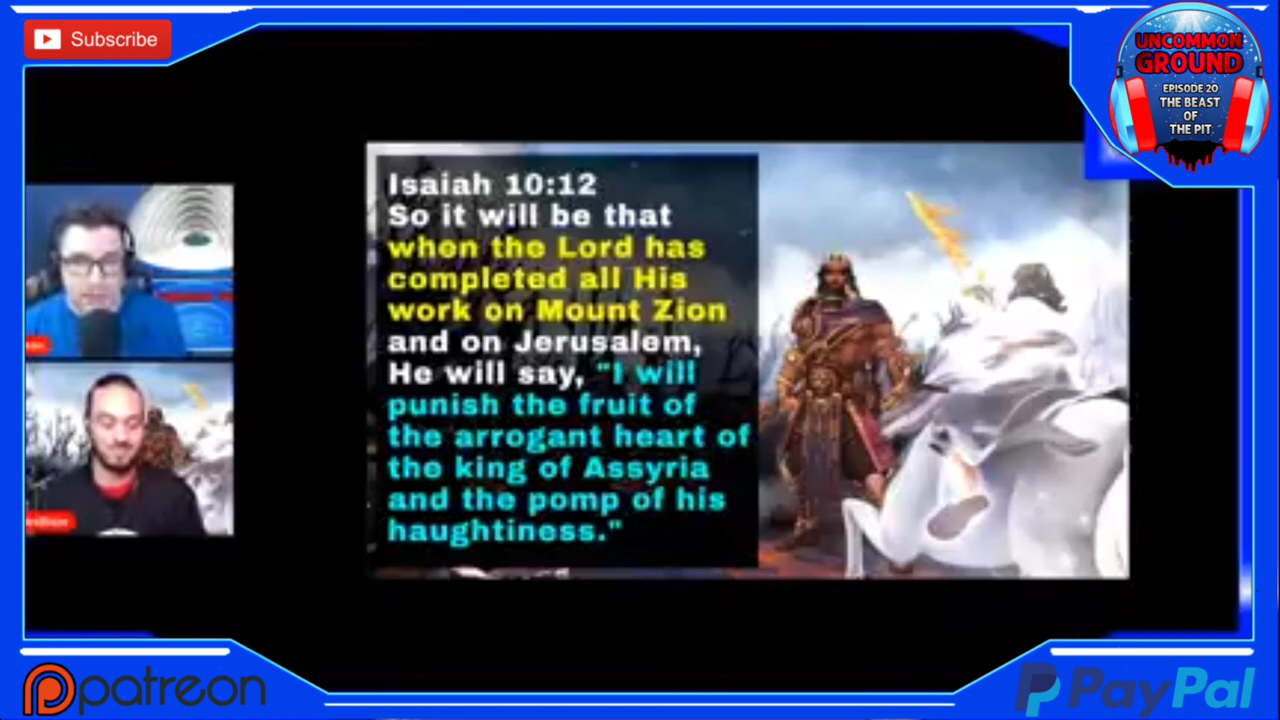 Subscribe
UNCOMMON
GROUND
EPISODE 20
THE BEAST
OF
THE PIT
Isaiah 10:12
So it will be that
when the Lord has
completed all His
work on Mount Zion
and on Jerusalem,
He will say, "I will
punish the fruit of
the arrogant heart of
the king of Assyria
and the pomp of his
haughtiness."
patreon
PayPal